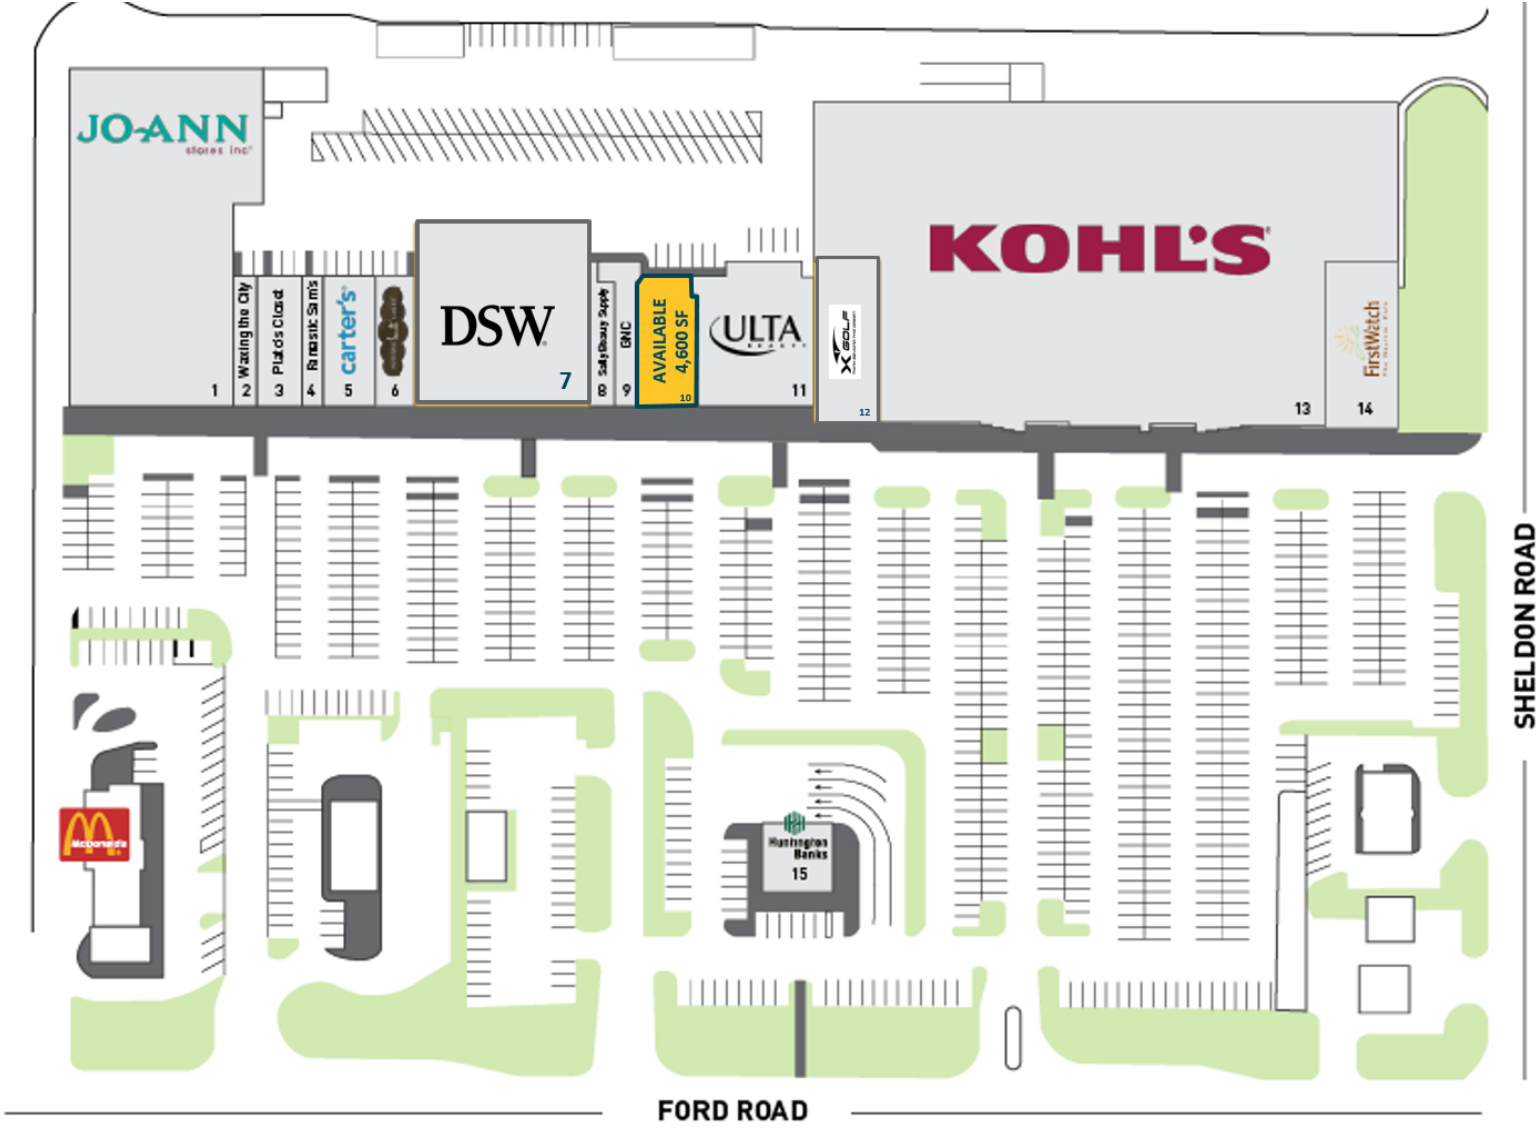 JO-ANN
stores inc
1
Waxing the City
2
Plato's Closet
3
Fanastic Sam's
4
carter's
5
6
DSW
7
Sally Beauty Supply
8
GNC
9
AVAILABLE
4,600 SF
10
ULTA
BEAUTY
11
X GOLF
12
KOHL'S
13
FirstWatch
14
McDonald's
Huntington
Banks
15
SHELDON ROAD
FORD ROAD